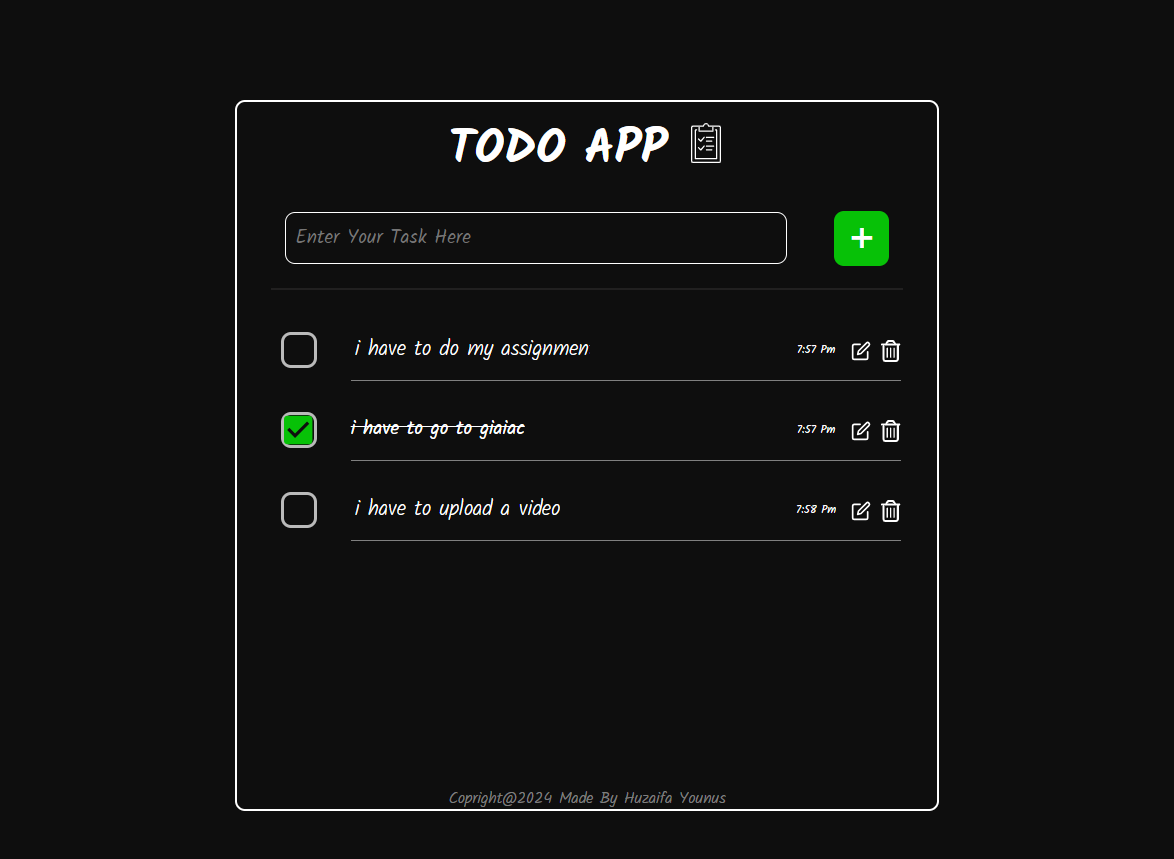 TODO APP
Enter Your Task Here
i have to do my assignmen
7:57 Pm
i have to go to giaiac
7:57 Pm
i have to upload a video
7:58 Pm
Copright@2024 Made By Huzaifa Younus